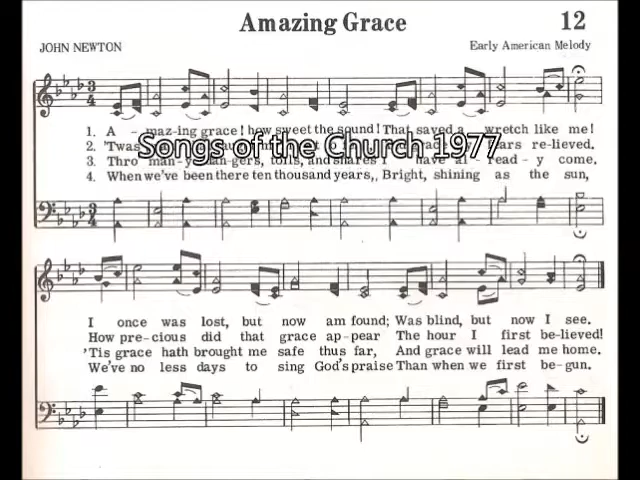 Amazing Grace 12
JOHN NEWTON Early American Melody
3 4
1. A - maz-ing grace! how sweet the sound! That saved a wretch like me!
2. 'Twas re-lieved.
Songs of the Church 1977
3. Thro man-y dan-gers, toils, and snares I have al - read - y come.
4. When we've been there ten thousand years,, Bright, shining as the sun,
3 4
I once was lost, but now am found; Was blind, but now I see.
How pre-cious did that grace ap-pear The hour I first be-lieved!
'Tis grace hath brought me safe thus far, And grace will lead me home.
We've no less days to sing God's praise Than when we first be-gun.